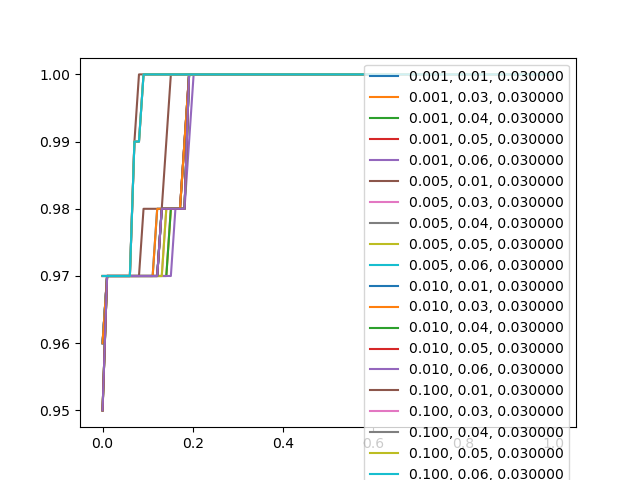 1.00
0.99
0.98
0.97
0.96
0.95
0.0
0.2
0.4
0.6
0.8
1.0
0.001, 0.01, 0.030000
0.001, 0.03, 0.030000
0.001, 0.04, 0.030000
0.001, 0.05, 0.030000
0.001, 0.06, 0.030000
0.005, 0.01, 0.030000
0.005, 0.03, 0.030000
0.005, 0.04, 0.030000
0.005, 0.05, 0.030000
0.005, 0.06, 0.030000
0.010, 0.01, 0.030000
0.010, 0.03, 0.030000
0.010, 0.04, 0.030000
0.010, 0.05, 0.030000
0.010, 0.06, 0.030000
0.100, 0.01, 0.030000
0.100, 0.03, 0.030000
0.100, 0.04, 0.030000
0.100, 0.05, 0.030000
0.100, 0.06, 0.030000